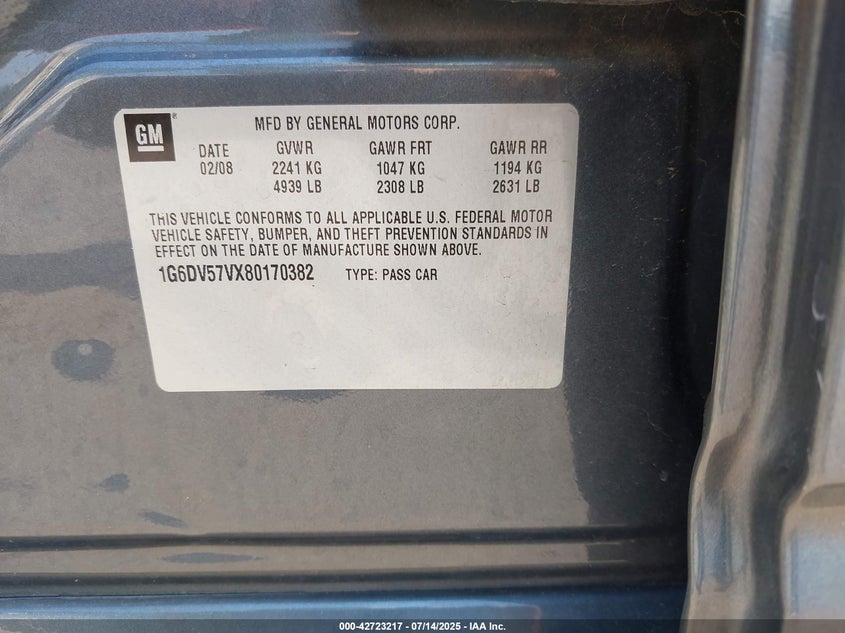 GM®
MFD BY GENERAL MOTORS CORP.
DATE GVWR GAWR FRT GAWR RR
02/08 2241 KG 1047 KG 1194 KG
4939 LB 2308 LB 2631 LB
THIS VEHICLE CONFORMS TO ALL APPLICABLE U.S. FEDERAL MOTOR
VEHICLE SAFETY, BUMPER, AND THEFT PREVENTION STANDARDS IN
EFFECT ON THE DATE OF MANUFACTURE SHOWN ABOVE.
1G6DV57VX80170382 TYPE: PASS CAR
000-42723217 - 07/14/2025 - IAA Inc.